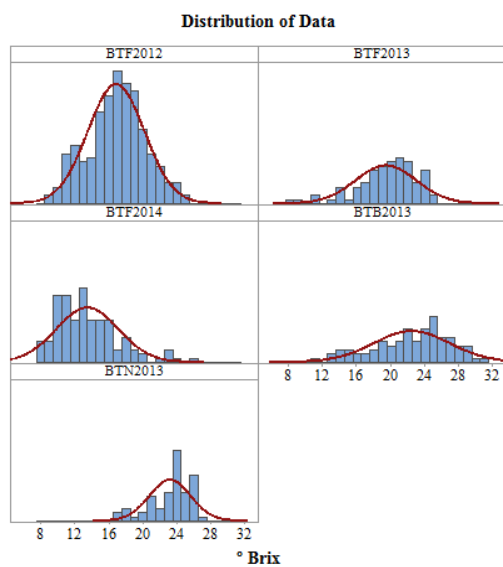 Distribution of Data
BTF2012 BTF2013
BTF2014 BTB2013
BTN2013
8 12 16 20 24 28 32
8 12 16 20 24 28 32
° Brix